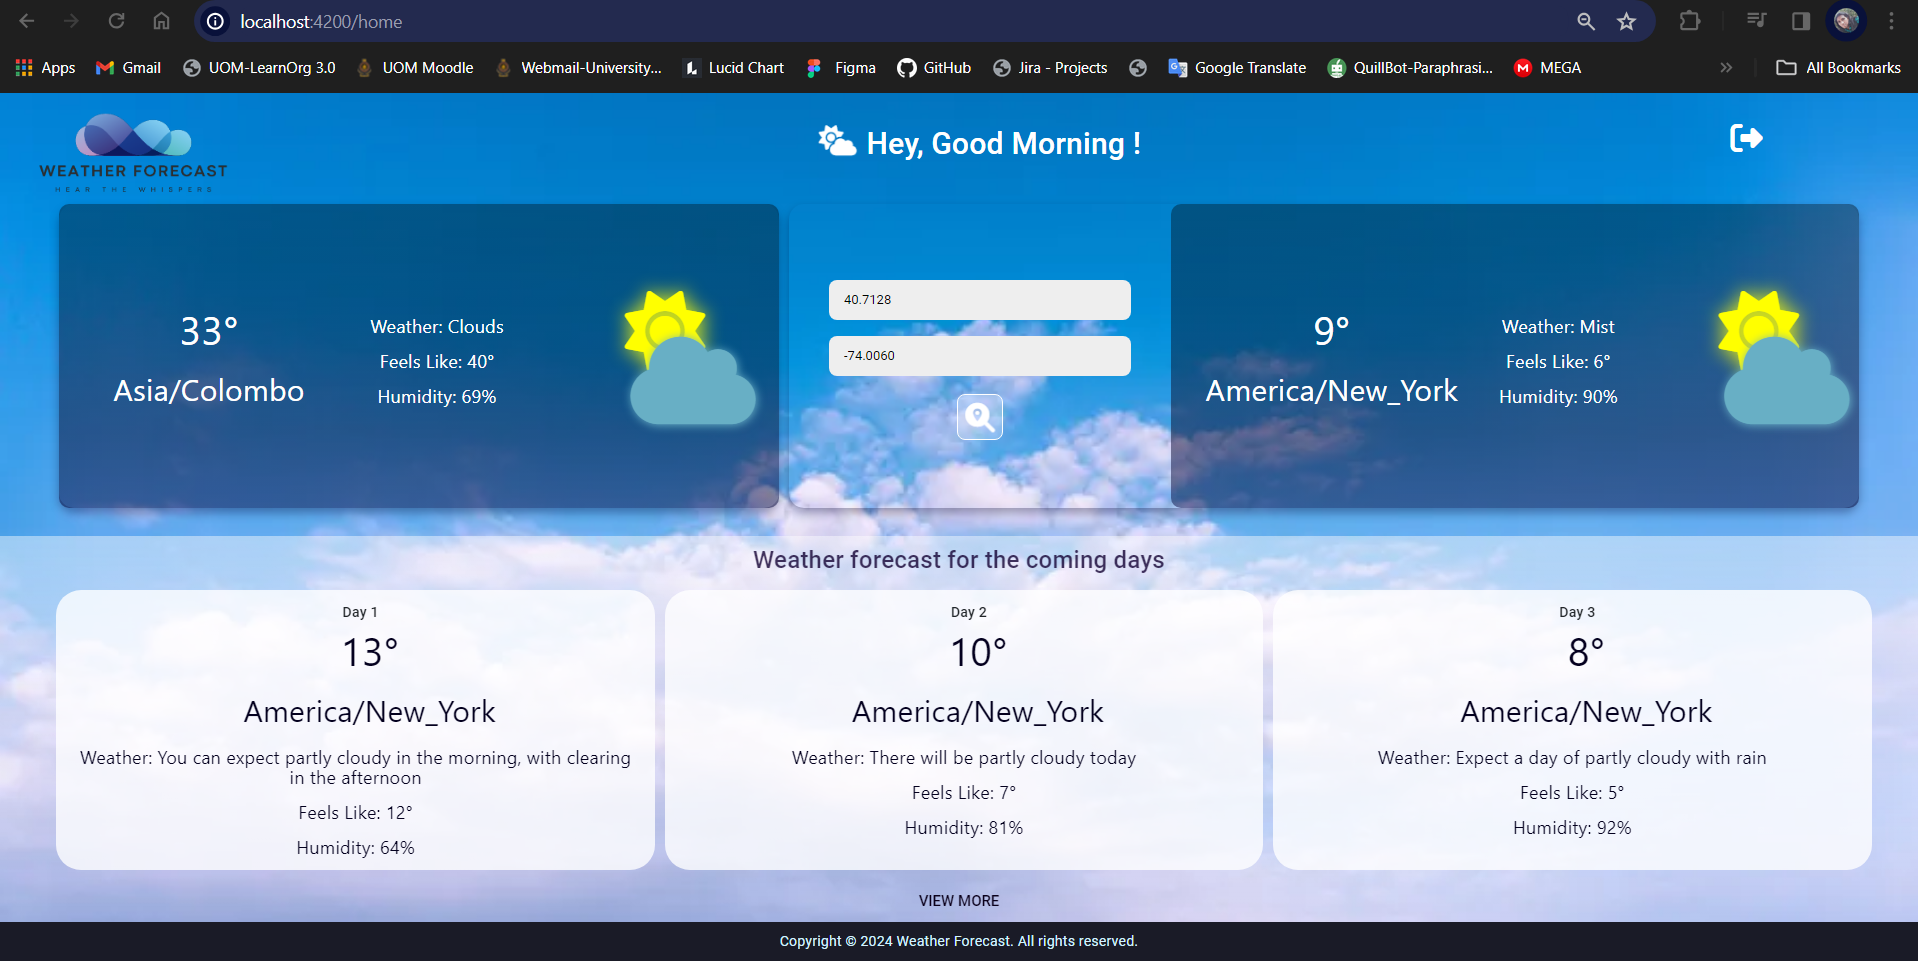 localhost:4200/home
Apps
Gmail
UOM-LearnOrg 3.0
UOM Moodle
Webmail-University...
Lucid Chart
Figma
GitHub
Jira - Projects
Google Translate
QuillBot-Paraphrasi...
MEGA
All Bookmarks
WEATHER FORECAST
HEAR THE WHISPERS
Hey, Good Morning !
33°
Asia/Colombo
Weather: Clouds
Feels Like: 40°
Humidity: 69%
40.7128
-74.0060
9°
America/New_York
Weather: Mist
Feels Like: 6°
Humidity: 90%
Weather forecast for the coming days
Day 1
13°
America/New_York
Weather: You can expect partly cloudy in the morning, with clearing
in the afternoon
Feels Like: 12°
Humidity: 64%
Day 2
10°
America/New_York
Weather: There will be partly cloudy today
Feels Like: 7°
Humidity: 81%
Day 3
8°
America/New_York
Weather: Expect a day of partly cloudy with rain
Feels Like: 5°
Humidity: 92%
VIEW MORE
Copyright © 2024 Weather Forecast. All rights reserved.